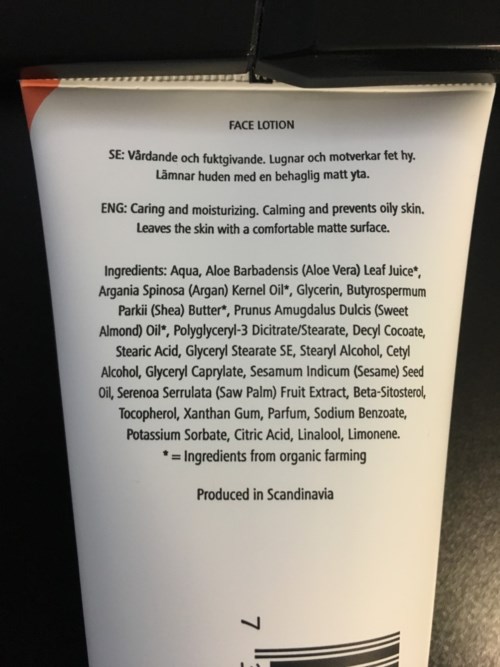 FACE LOTION
SE: Vårdande och fuktgivande. Lugnar och motverkar fet hy.
Lämnar huden med en behaglig matt yta.
ENG: Caring and moisturizing. Calming and prevents oily skin.
Leaves the skin with a comfortable matte surface.
Ingredients: Aqua, Aloe Barbadensis (Aloe Vera) Leaf Juice*,
Argania Spinosa (Argan) Kernel Oil*, Glycerin, Butyrospermum
Parkii (Shea) Butter*, Prunus Amugdalus Dulcis (Sweet
Almond) Oil*, Polyglyceryl-3 Dicitrate/Stearate, Decyl Cocoate,
Stearic Acid, Glyceryl Stearate SE, Stearyl Alcohol, Cetyl
Alcohol, Glyceryl Caprylate, Sesamum Indicum (Sesame) Seed
Oil, Serenoa Serrulata (Saw Palm) Fruit Extract, Beta-Sitosterol,
Tocopherol, Xanthan Gum, Parfum, Sodium Benzoate,
Potassium Sorbate, Citric Acid, Linalool, Limonene.
* = Ingredients from organic farming
Produced in Scandinavia
7